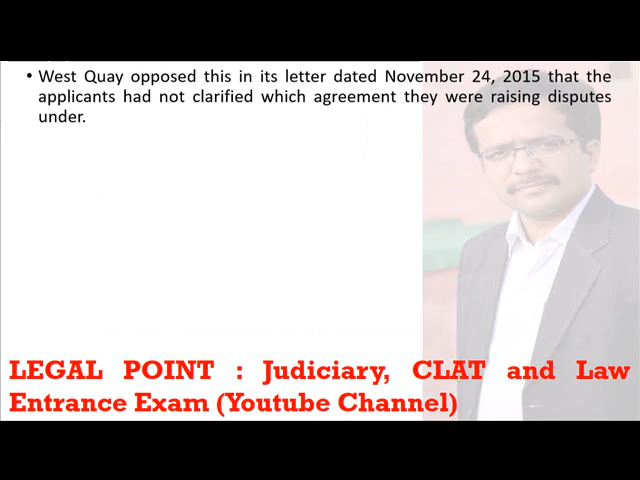 • West Quay opposed this in its letter dated November 24, 2015 that the
applicants had not clarified which agreement they were raising disputes
under.
LEGAL POINT : Judiciary, CLAT and Law
Entrance Exam (Youtube Channel)